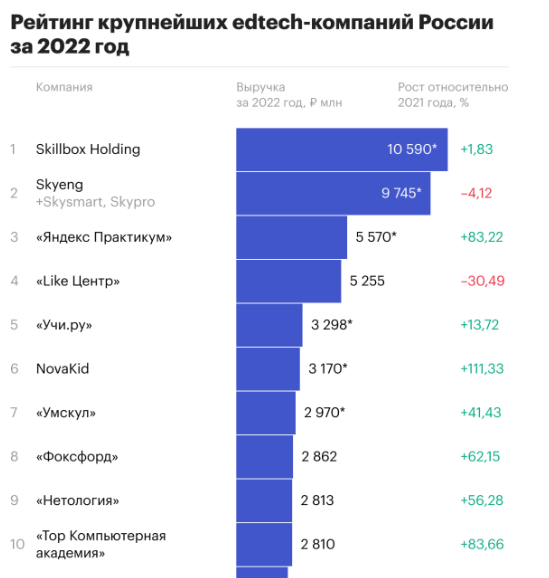 Рейтинг крупнейших edtech-компаний России
за 2022 год
Компания
Выручка
за 2022 год, ₽ млн
Рост относительно
2021 года, %
1 Skillbox Holding 10 590* +1,83
2 Skyeng
+Skysmart, Skypro 9 745* –4,12
3 «Яндекс Практикум» 5 570* +83,22
4 «Like Центр» 5 255 –30,49
5 «Учи.ру» 3 298* +13,72
6 NovaKid 3 170* +111,33
7 «Умскул» 2 970* +41,43
8 «Фоксфорд» 2 862 +62,15
9 «Нетология» 2 813 +56,28
10 «Top Компьютерная
академия» 2 810 +83,66